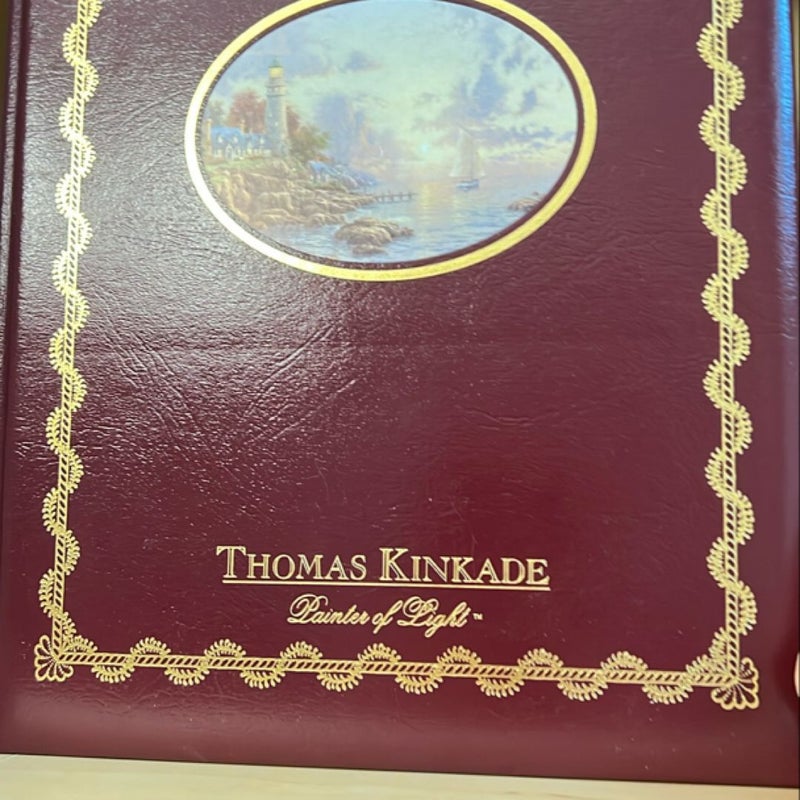 THOMAS KINKADE
Painter of Light™